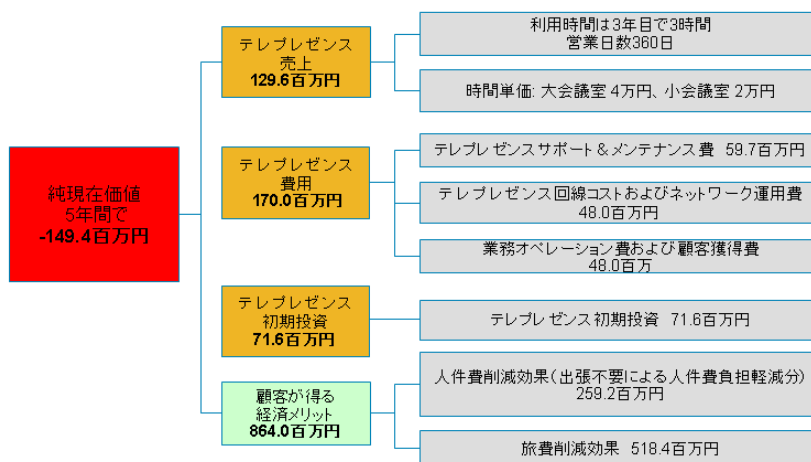 純現在価値
5年間で
-149.4百万円
テレプレゼンス
売上
129.6百万円
利用時間は3年目で3時間
営業日数360日
時間単価: 大会議室 4万円、小会議室 2万円
テレプレゼンス
費用
170.0百万円
テレプレゼンスサポート＆メンテナンス費 59.7百万円
テレプレゼンス回線コストおよびネットワーク運用費
48.0百万円
業務オペレーション費および顧客獲得費
48.0百万
テレプレゼンス
初期投資
71.6百万円
テレプレゼンス初期投資 71.6百万円
顧客が得る
経済メリット
864.0百万円
人件費削減効果（出張不要による人件費負担軽減分）
259.2百万円
旅費削減効果 518.4百万円